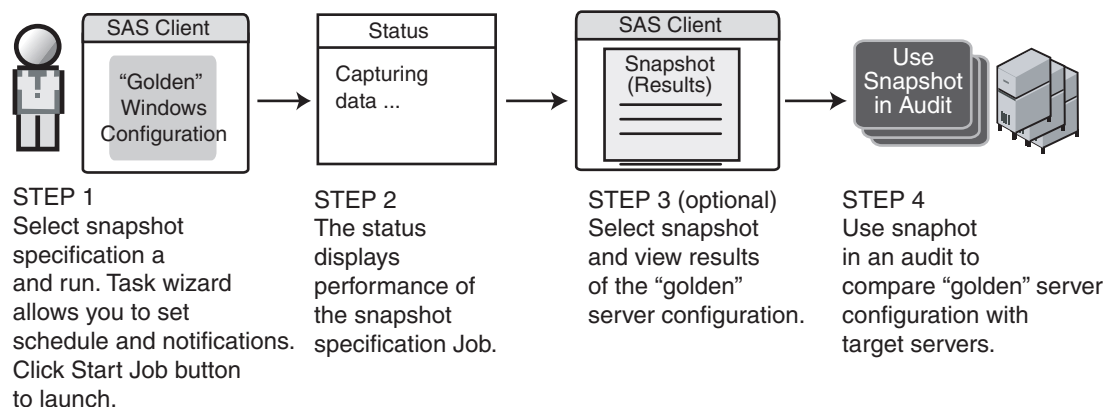 SAS Client
“Golden”
Windows
Configuration
Status
Capturing
data ...
SAS Client
Snapshot
(Results)
Use
Snapshot
in Audit
STEP 1
Select snapshot
specification a
and run. Task wizard
allows you to set
schedule and notifications.
Click Start Job button
to launch.
STEP 2
The status
displays
performance of
the snapshot
specification Job.
STEP 3 (optional)
Select snapshot
and view results
of the “golden”
server configuration.
STEP 4
Use snaphot
in an audit to
compare “golden” server
configuration with
target servers.